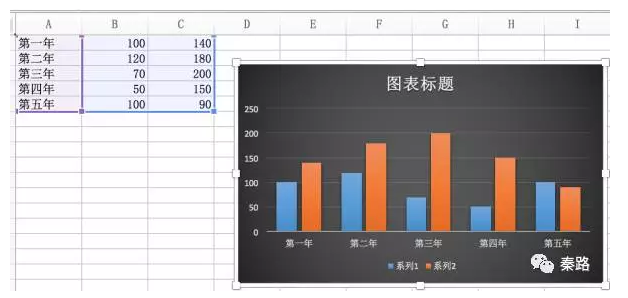 A B C D E F G H I
第一年 100 140
第二年 120 180
第三年 70 200
第四年 50 150
第五年 100 90
图表标题
250
200
150
100
50
0
第一年 第二年 第三年 第四年 第五年
系列1 系列2
秦路